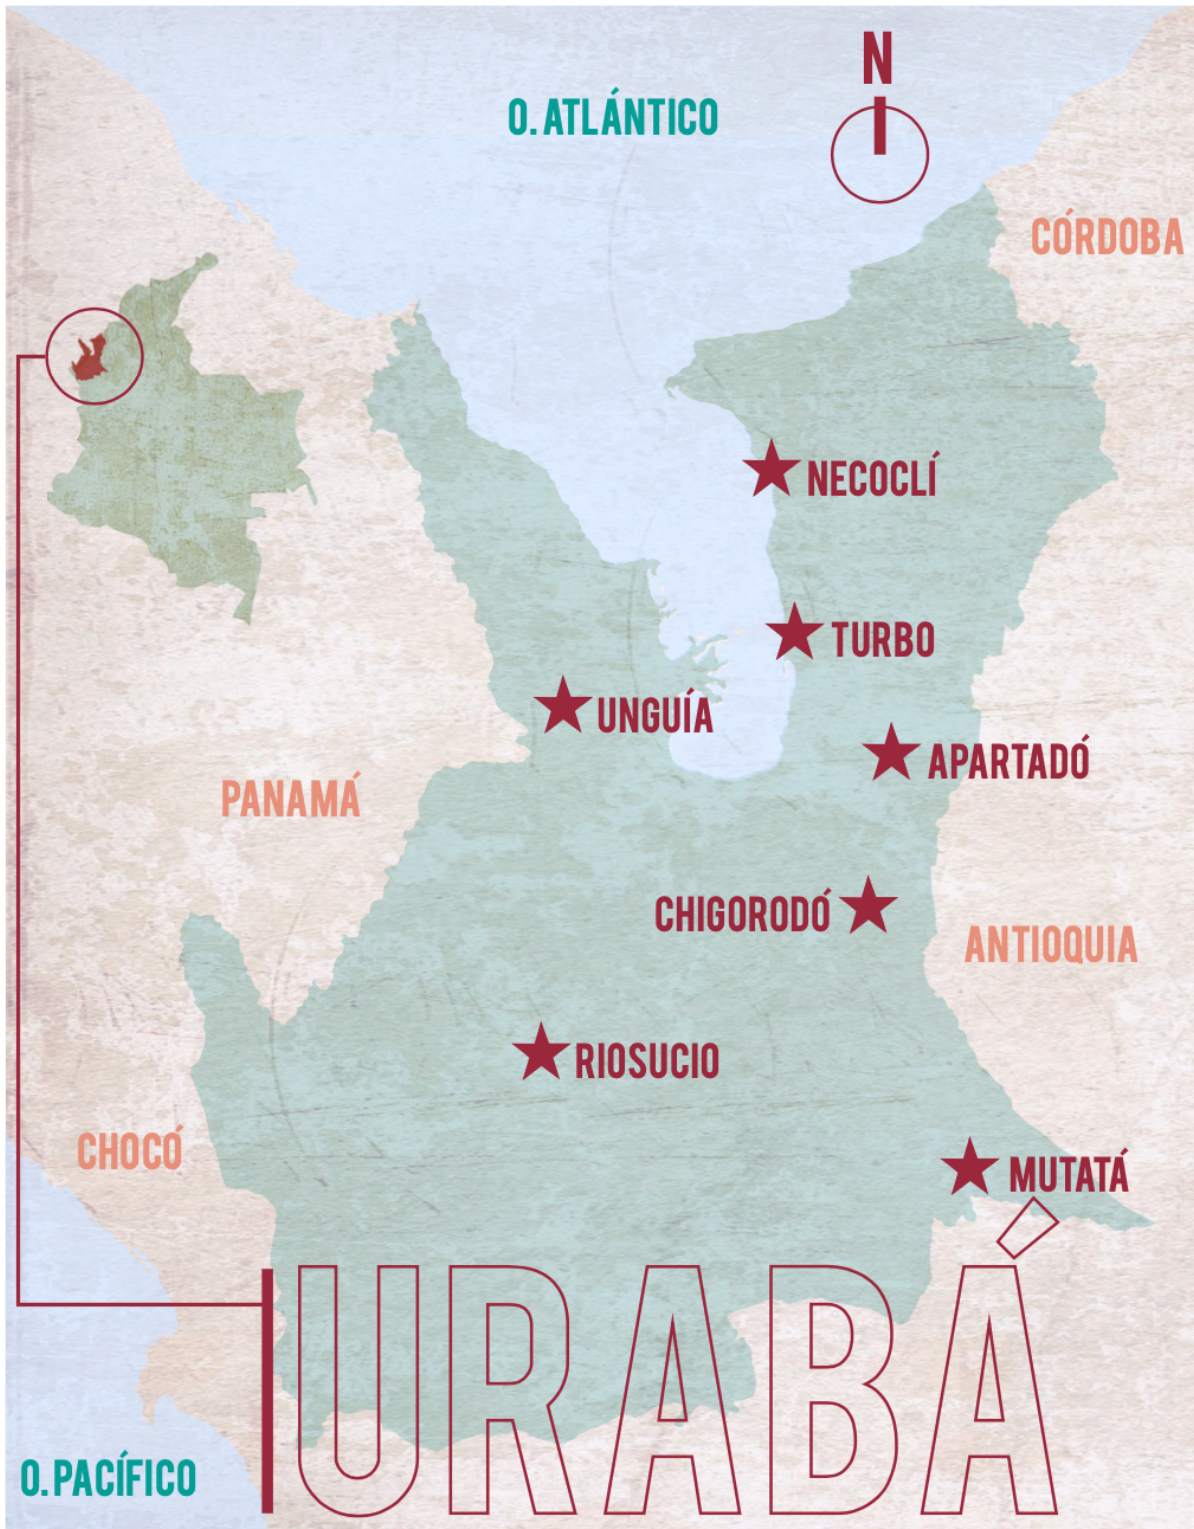 N
O. ATLÁNTICO
CÓRDOBA
NECOCLÍ
TURBO
UNGUÍA
APARTADÓ
PANAMÁ
CHIGORODÓ
ANTIOQUIA
RIOSUCIO
CHOCÓ
MUTATÁ
URABÁ
O. PACÍFICO